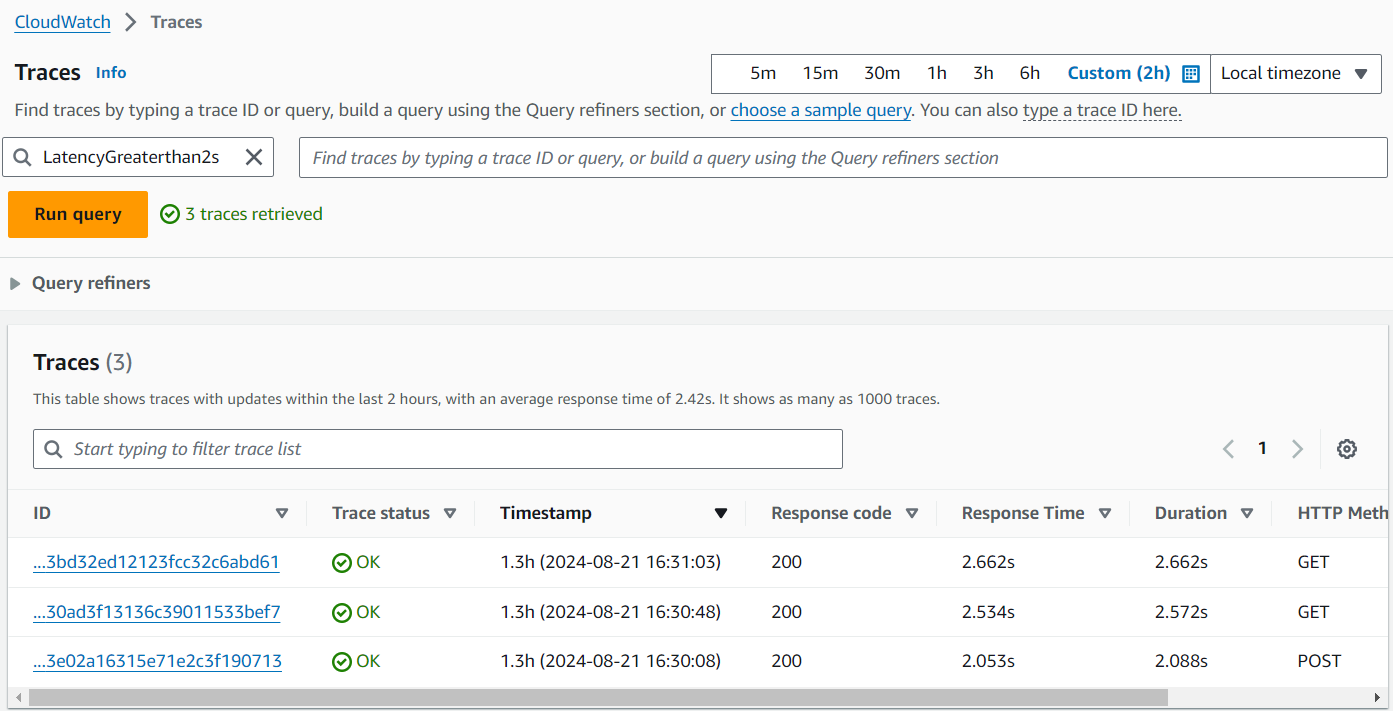 CloudWatch > Traces
Traces Info 5m 15m 30m 1h 3h 6h Custom (2h) Local timezone
Find traces by typing a trace ID or query, build a query using the Query refiners section, or choose a sample query. You can also type a trace ID here.
LatencyGreaterthan2s Find traces by typing a trace ID or query, or build a query using the Query refiners section
Run query 3 traces retrieved
Query refiners
Traces (3)
This table shows traces with updates within the last 2 hours, with an average response time of 2.42s. It shows as many as 1000 traces.
Start typing to filter trace list 1
ID Trace status Timestamp Response code Response Time Duration HTTP Meth
...3bd32ed12123fcc32c6abd61 OK 1.3h (2024-08-21 16:31:03) 200 2.662s 2.662s GET
...30ad3f13136c39011533bef7 OK 1.3h (2024-08-21 16:30:48) 200 2.534s 2.572s GET
...3e02a16315e71e2c3f190713 OK 1.3h (2024-08-21 16:30:08) 200 2.053s 2.088s POST